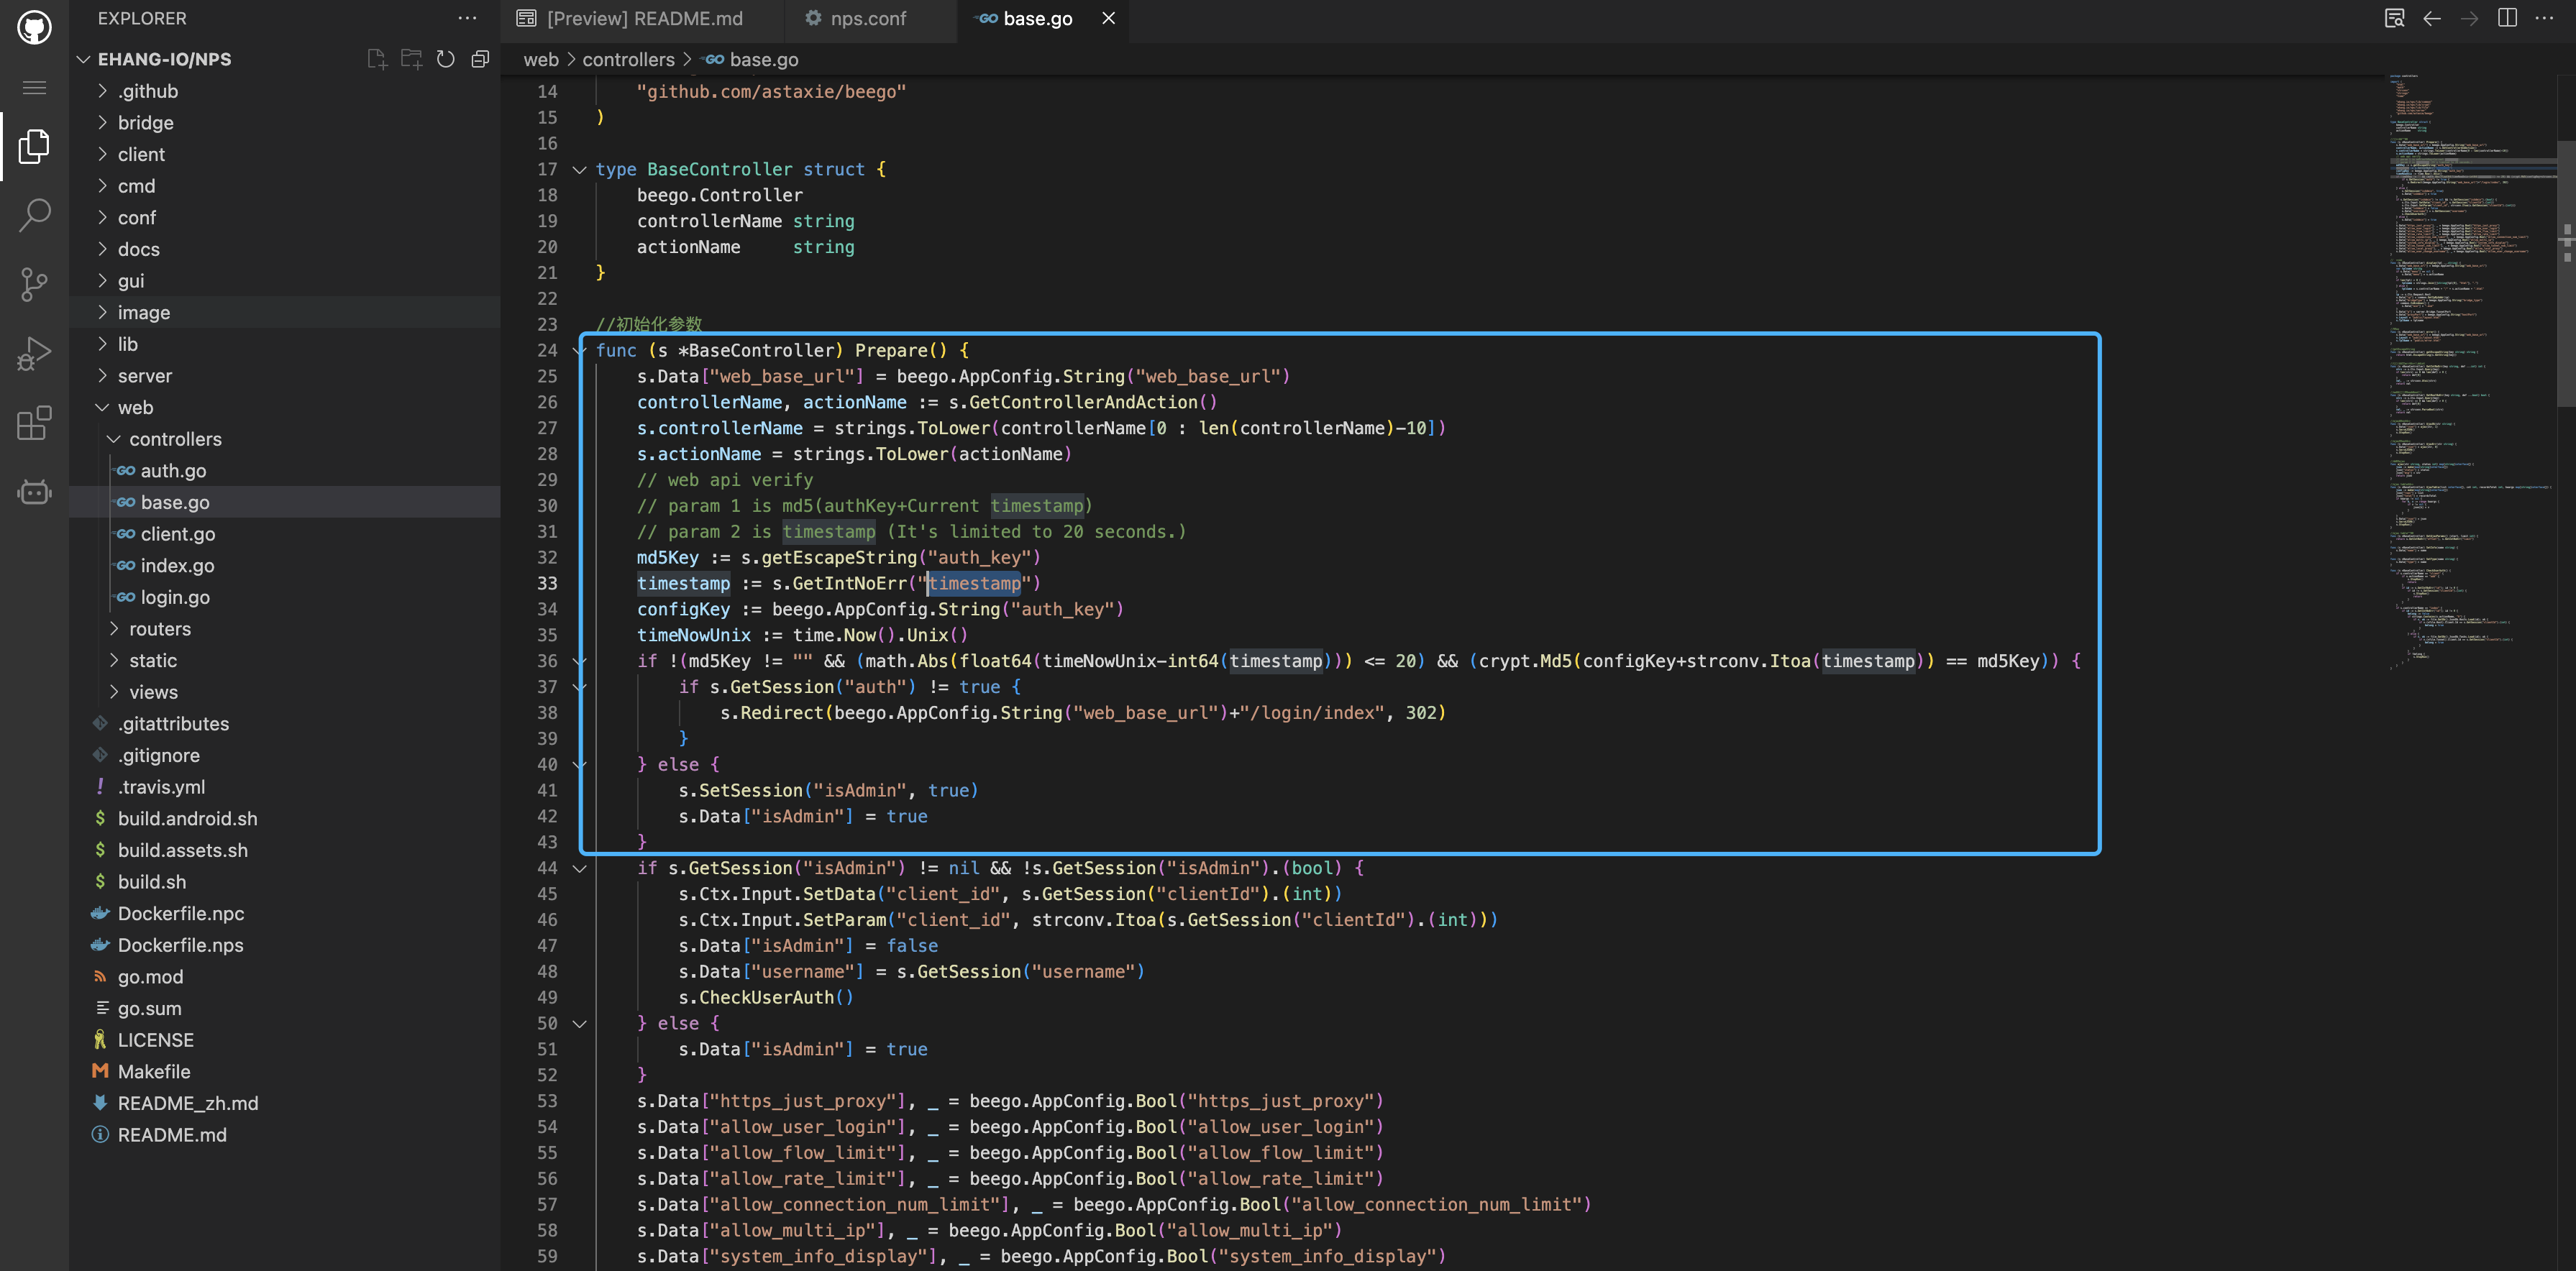 EXPLORER
EHANG-IO/NPS
.github
bridge
client
cmd
conf
docs
gui
image
lib
server
web
controllers
auth.go
base.go
client.go
index.go
login.go
routers
static
views
.gitattributes
.gitignore
.travis.yml
build.android.sh
build.assets.sh
build.sh
Dockerfile.npc
Dockerfile.nps
go.mod
go.sum
LICENSE
Makefile
README_zh.md
README.md
[Preview] README.md
nps.conf
base.go
web > controllers > base.go
14 "github.com/astaxie/beego"
15 )
16
17 type BaseController struct {
18 beego.Controller
19 controllerName string
20 actionName string
21 }
22
23 //初始化参数
24 func (s *BaseController) Prepare() {
25 s.Data["web_base_url"] = beego.AppConfig.String("web_base_url")
26 controllerName, actionName := s.GetControllerAndAction()
27 s.controllerName = strings.ToLower(controllerName[0 : len(controllerName)-10])
28 s.actionName = strings.ToLower(actionName)
29 // web api verify
30 // param 1 is md5(authKey+Current timestamp)
31 // param 2 is timestamp (It's limited to 20 seconds.)
32 md5Key := s.getEscapeString("auth_key")
33 timestamp := s.GetIntNoErr("timestamp")
34 configKey := beego.AppConfig.String("auth_key")
35 timeNowUnix := time.Now().Unix()
36 if !(md5Key != "" && (math.Abs(float64(timeNowUnix-int64(timestamp))) <= 20) && (crypt.Md5(configKey+strconv.Itoa(timestamp)) == md5Key)) {
37 if s.GetSession("auth") != true {
38 s.Redirect(beego.AppConfig.String("web_base_url")+"/login/index", 302)
39 }
40 } else {
41 s.SetSession("isAdmin", true)
42 s.Data["isAdmin"] = true
43 }
44 if s.GetSession("isAdmin") != nil && !s.GetSession("isAdmin").(bool) {
45 s.Ctx.Input.SetData("client_id", s.GetSession("clientId").(int))
46 s.Ctx.Input.SetParam("client_id", strconv.Itoa(s.GetSession("clientId").(int)))
47 s.Data["isAdmin"] = false
48 s.Data["username"] = s.GetSession("username")
49 s.CheckUserAuth()
50 } else {
51 s.Data["isAdmin"] = true
52 }
53 s.Data["https_just_proxy"], _ = beego.AppConfig.Bool("https_just_proxy")
54 s.Data["allow_user_login"], _ = beego.AppConfig.Bool("allow_user_login")
55 s.Data["allow_flow_limit"], _ = beego.AppConfig.Bool("allow_flow_limit")
56 s.Data["allow_rate_limit"], _ = beego.AppConfig.Bool("allow_rate_limit")
57 s.Data["allow_connection_num_limit"], _ = beego.AppConfig.Bool("allow_connection_num_limit")
58 s.Data["allow_multi_ip"], _ = beego.AppConfig.Bool("allow_multi_ip")
59 s.Data["system_info_display"], _ = beego.AppConfig.Bool("system_info_display")